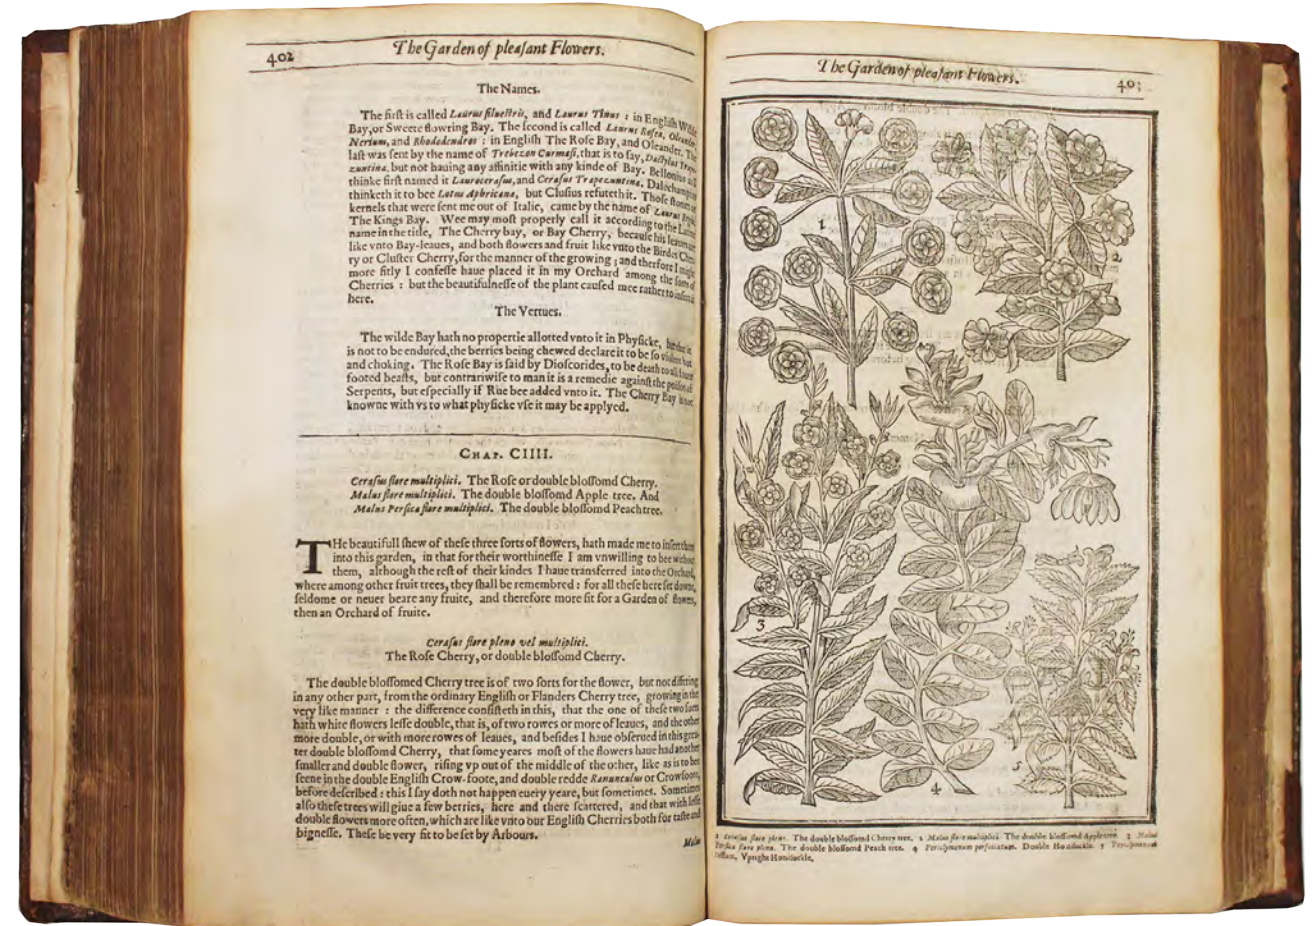 402
The Garden of pleaſant Flowers.
The Names.
The firſt is called Laurus ſilueſtris, and Laurus Tinus : in Engliſh Wilde
Bay, or Sweete flowring Bay. The ſecond is called Laurus Roſea, Oleander,
Nerium, and Rhododendros : in Engliſh The Roſe Bay, and Oleander. The
laſt was ſent by the name of Trebezon Curmaſi, that is to ſay, Dactylus Trape-
zuntina, but not hauing any affinitie with any kinde of Bay. Bellonius as I
thinke firſt named it Laurocerasus, and Ceraſus Trapezuntina. Dalechampius
thinketh it to bee Lotus Aphricana, but Cluſius refuteth it. Thoſe ſtones or
kernels that were ſent me out of Italic, came by the name of Laurus
The Kings Bay. Wee may moſt properly call it according to the Latine
name in the title, The Cherry bay, or Bay Cherry, becauſe his leaues are
like vnto Bay-leaues, and both flowers and fruit like vnto the Birds Cher-
ry or Cluſter Cherry, for the manner of the growing ; and therfore I might
more fitly I confeſſe haue placed it in my Orchard among the ſorts of
Cherries : but the beautifulneſſe of the plant cauſed mee rather to inſert it
here.
The Vertues.
The wilde Bay hath no propertie allotted vnto it in Phyſicke, for that it
is not to be endured, the berries being chewed declare it to be ſo violent hot
and choking. The Roſe Bay is ſaid by Dioſcorides, to be death to all foure
footed beaſts, but contrariwiſe to man it is a remedie againſt the poiſon of
Serpents, but eſpecially if Rue bee added vnto it. The Cherry Bay is not
knowne with vs to what phyſicke vſe it may be applyed.
CHAP. CIIII.
Ceraſus flore multiplici. The Roſe or double bloſſomd Cherry.
Malus flore multiplici. The double bloſſomd Apple tree. And
Malus Perſica flore multiplici. The double bloſſomd Peach tree.
THe beautifull ſhew of theſe three ſorts of flowers, hath made me to inſert them
into this garden, in that for their worthineſſe I am vnwilling to bee without
them, although the reſt of their kindes I haue transferred into the Orchard,
where among other fruit trees, they ſhall be remembred : for all theſe here ſet downe,
ſeldome or neuer beare any fruite, and therefore more fit for a Garden of flowers,
then an Orchard of fruite.
Ceraſus flore pleno vel multiplici.
The Roſe Cherry, or double bloſſomd Cherry.
The double bloſſomed Cherry tree is of two ſorts for the flower, but not differing
in any other part, from the ordinary Engliſh or Flanders Cherry tree, growing in the
very like manner : the difference conſiſteth in this, that the one of theſe two ſorts
hath white flowers leſſe double, that is, of two rowes or more of leaues, and the other
more double, or with more rowes of leaues, and beſides I haue obſerued in this grea-
ter double bloſſomd Cherry, that ſome yeares moſt of the flowers haue had another
ſmaller and double flower, riſing vp out of the middle of the other, like as is to bee
ſeene in the double Engliſh Crow-foote, and double redde Ranunculus or Crowfoote,
before deſcribed : this I ſay doth not happen euery yeare, but ſometimes. Sometimes
alſo theſe trees will giue a few berries, here and there ſcattered, and that with leſſe
double flowers more often, which are like vnto our Engliſh Cherries both for taſte and
bigneſſe. Theſe be very fit to be ſet by Arbours.
Malus
The Garden of pleaſant Flowers.
403
1
2
3
4
5
1 Ceraſus flore pleno. The double bloſſomd Cherry tree. 2 Malus flore multiplici. The double bloſſomd Apple tree. 3 Malus
Perſica flore pleno. The double bloſſomd Peach tree. 4 Periclymenum perfoliatum. Double Honiſuckle. 5 Periclymenum
rectum, Vpright Honiſuckle.